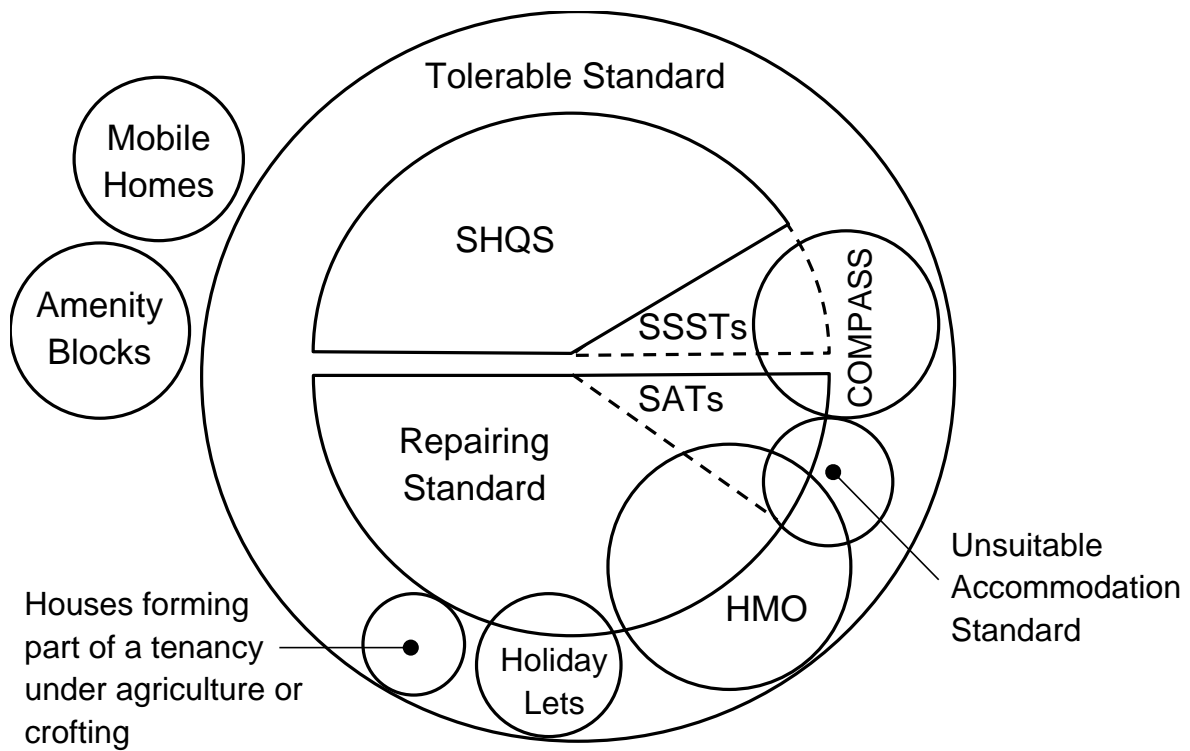 Tolerable Standard
Mobile
Homes
SHQS
COMPASS
Amenity
Blocks
SSSTs
SATs
Repairing
Standard
Unsuitable
Accommodation
Standard
HMO
Houses forming
part of a tenancy
under agriculture or
crofting
Holiday
Lets